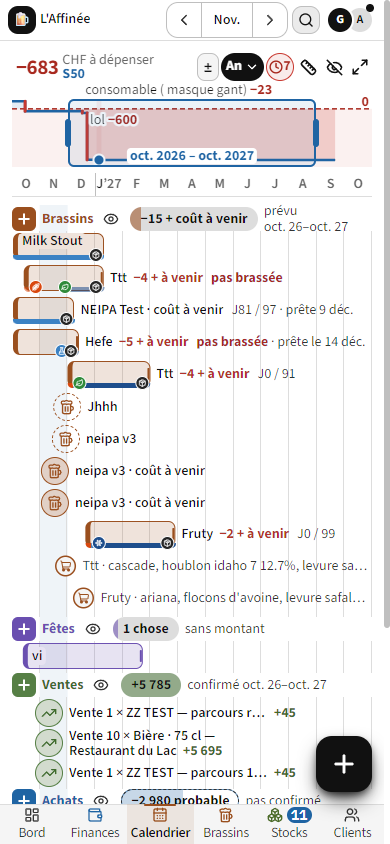 L'Affinée
Nov.
G A
−683 CHF à dépenser
S50
± An 7
consomable ( masque gant) −23
0
lol −600
oct. 2026 – oct. 2027
O N D J'27 F M A M J J A S O
Brassins −15 + coût à venir prévu
oct. 26–oct. 27
Milk Stout
Ttt −4 + à venir pas brassée
NEIPA Test · coût à venir J81 / 97 · prête 9 déc.
Hefe −5 + à venir pas brassée · prête le 14 déc.
Ttt −4 + à venir J0 / 91
Jhhh
neipa v3
neipa v3 · coût à venir
neipa v3 · coût à venir
Fruty −2 + à venir J0 / 99
Ttt · cascade, houblon idaho 7 12.7%, levure sa…
Fruty · ariana, flocons d'avoine, levure safal…
Fêtes 1 chose sans montant
vi
Ventes +5 785 confirmé oct. 26–oct. 27
Vente 1 × ZZ TEST — parcours r… +45
Vente 10 × Bière · 75 cl —
Restaurant du Lac +5 695
Vente 1 × ZZ TEST — parcours 1… +45
Achats −2 980 probable pas confirmé
Bord Finances Calendrier Brassins Stocks 11 Clients